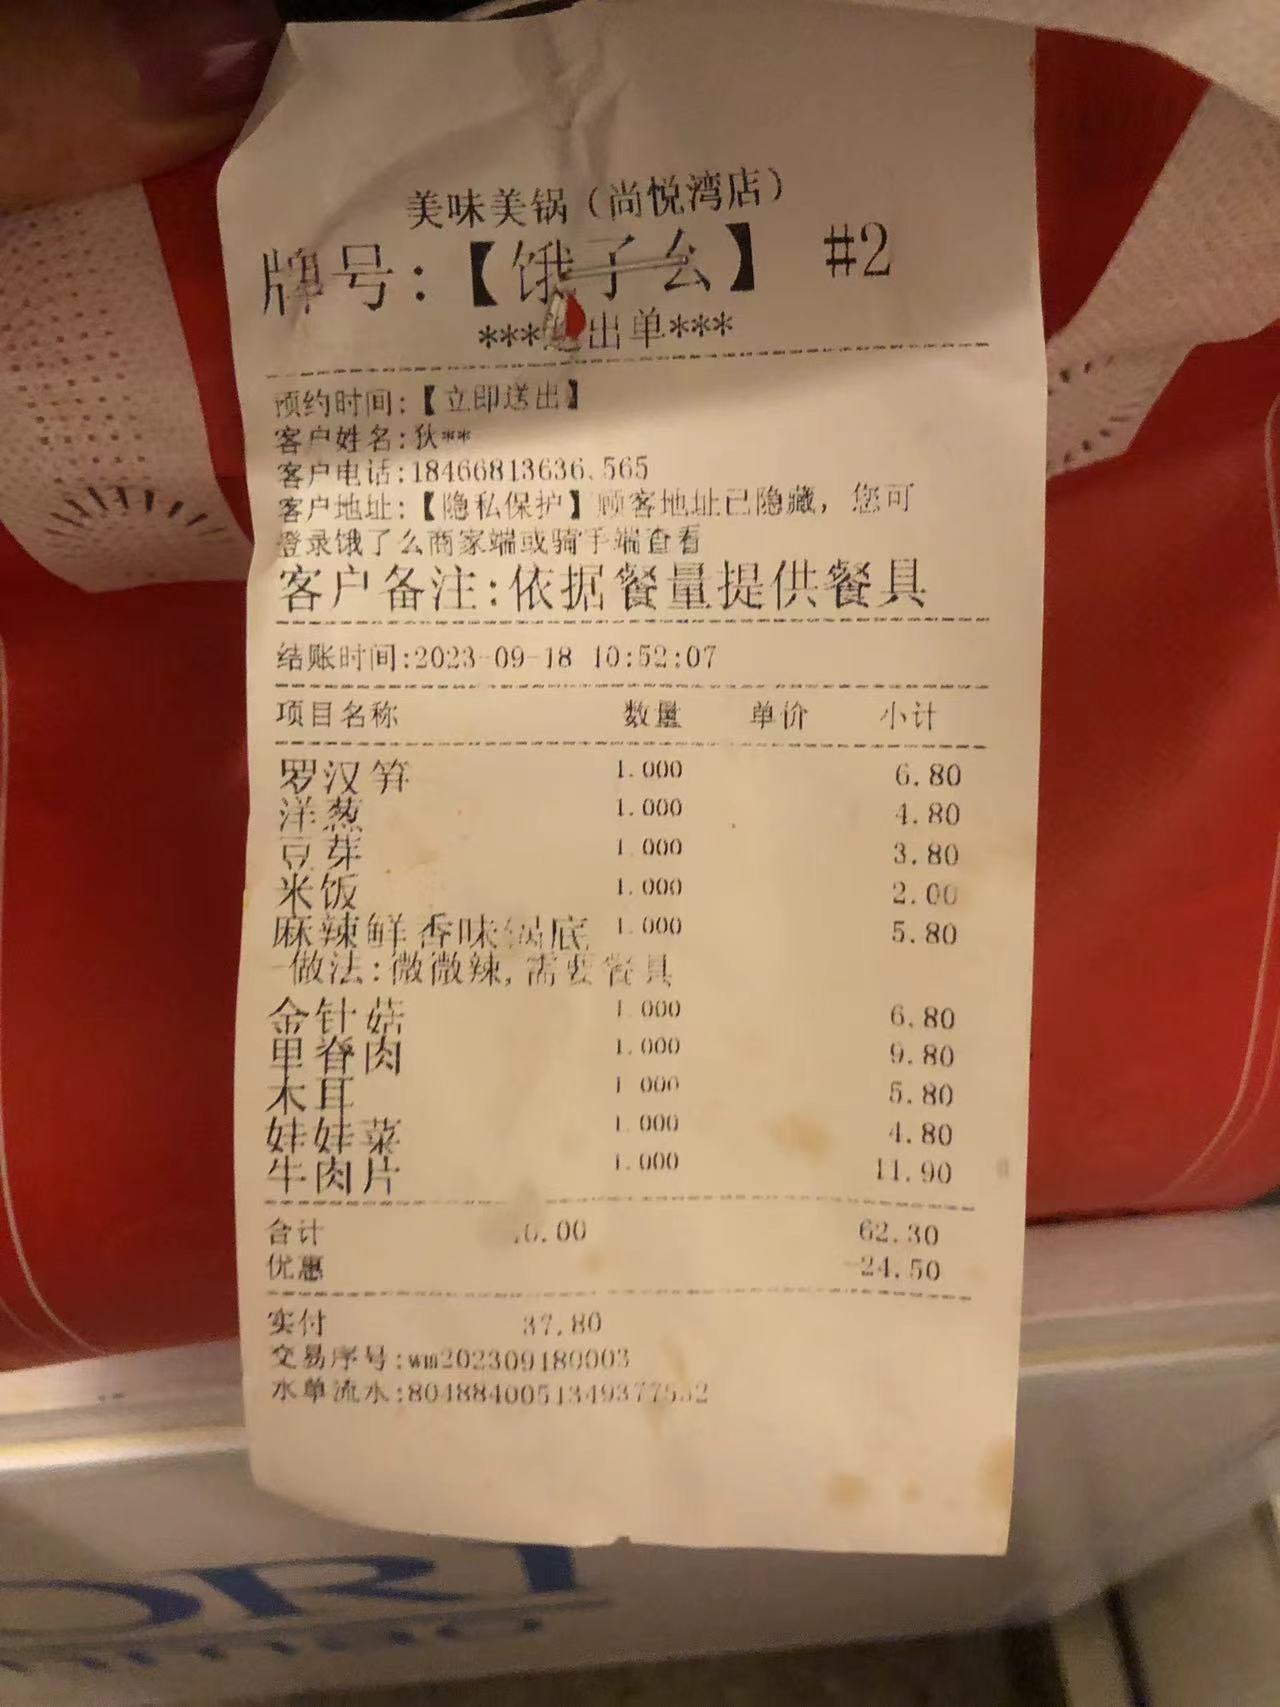 美味美锅（尚悦湾店）
牌号:【饿了么】 #2
***出单***
预约时间:【立即送出】
客户姓名:狄**
客户电话:18466813636,565
客户地址:【隐私保护】顾客地址已隐藏，您可
登录饿了么商家端或骑手端查看
客户备注:依据餐量提供餐具
结账时间:2023-09-18 10:52:07
项目名称 数量 单价 小计
罗汉笋 1.000 6.80
洋葱 1.000 4.80
豆芽 1.000 3.80
米饭 1.000 2.00
麻辣鲜香味锅底 1.000 5.80
-做法:微微辣,需要餐具
金针菇 1.000 6.80
里脊肉 1.000 9.80
木耳 1.000 5.80
娃娃菜 1.000 4.80
牛肉片 1.000 11.90
合计 0.00 62.30
优惠 -24.50
实付 37.80
交易序号:wm202309180003
水单流水: